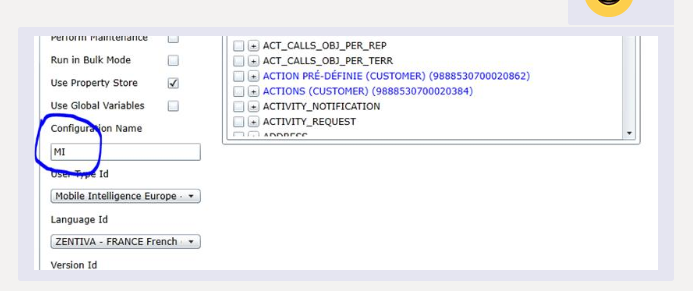 Perform Maintenance
Run in Bulk Mode
Use Property Store
Use Global Variables
Configuration Name
MI
User Type Id
Mobile Intelligence Europe -
Language Id
ZENTIVA - FRANCE French
Version Id
ACT_CALLS_OBJ_PER_REP
ACT_CALLS_OBJ_PER_TERR
ACTION PRÉ-DÉFINIE (CUSTOMER) (9888530700020862)
ACTIONS (CUSTOMER) (9888530700020384)
ACTIVITY_NOTIFICATION
ACTIVITY_REQUEST
ADDRESS